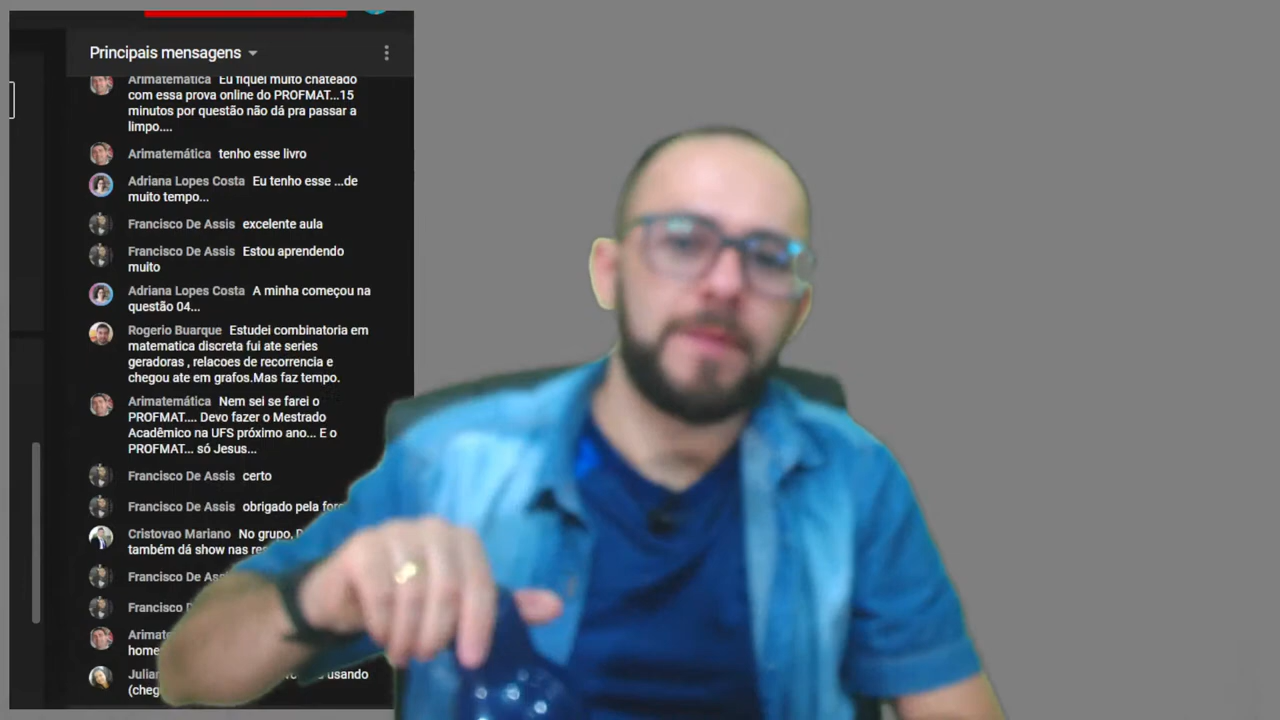 Principais mensagens
Arimatemática Eu fiquei muito chateado
com essa prova online do PROFMAT...15
minutos por questão não dá pra passar a
limpo....
Arimatemática tenho esse livro
Adriana Lopes Costa Eu tenho esse ...de
muito tempo...
Francisco De Assis excelente aula
Francisco De Assis Estou aprendendo
muito
Adriana Lopes Costa A minha começou na
questão 04...
Rogerio Buarque Estudei combinatoria em
matematica discreta fui ate series
geradoras , relacoes de recorrencia e
chegou ate em grafos.Mas faz tempo.
Arimatemática Nem sei se farei o
PROFMAT.... Devo fazer o Mestrado
Acadêmico na UFS próximo ano... E o
PROFMAT... só Jesus...
Francisco De Assis certo
Francisco De Assis obrigado pela
Cristovao Mariano No grupo,
também dá show nas
Francisco De
Francisco
usando